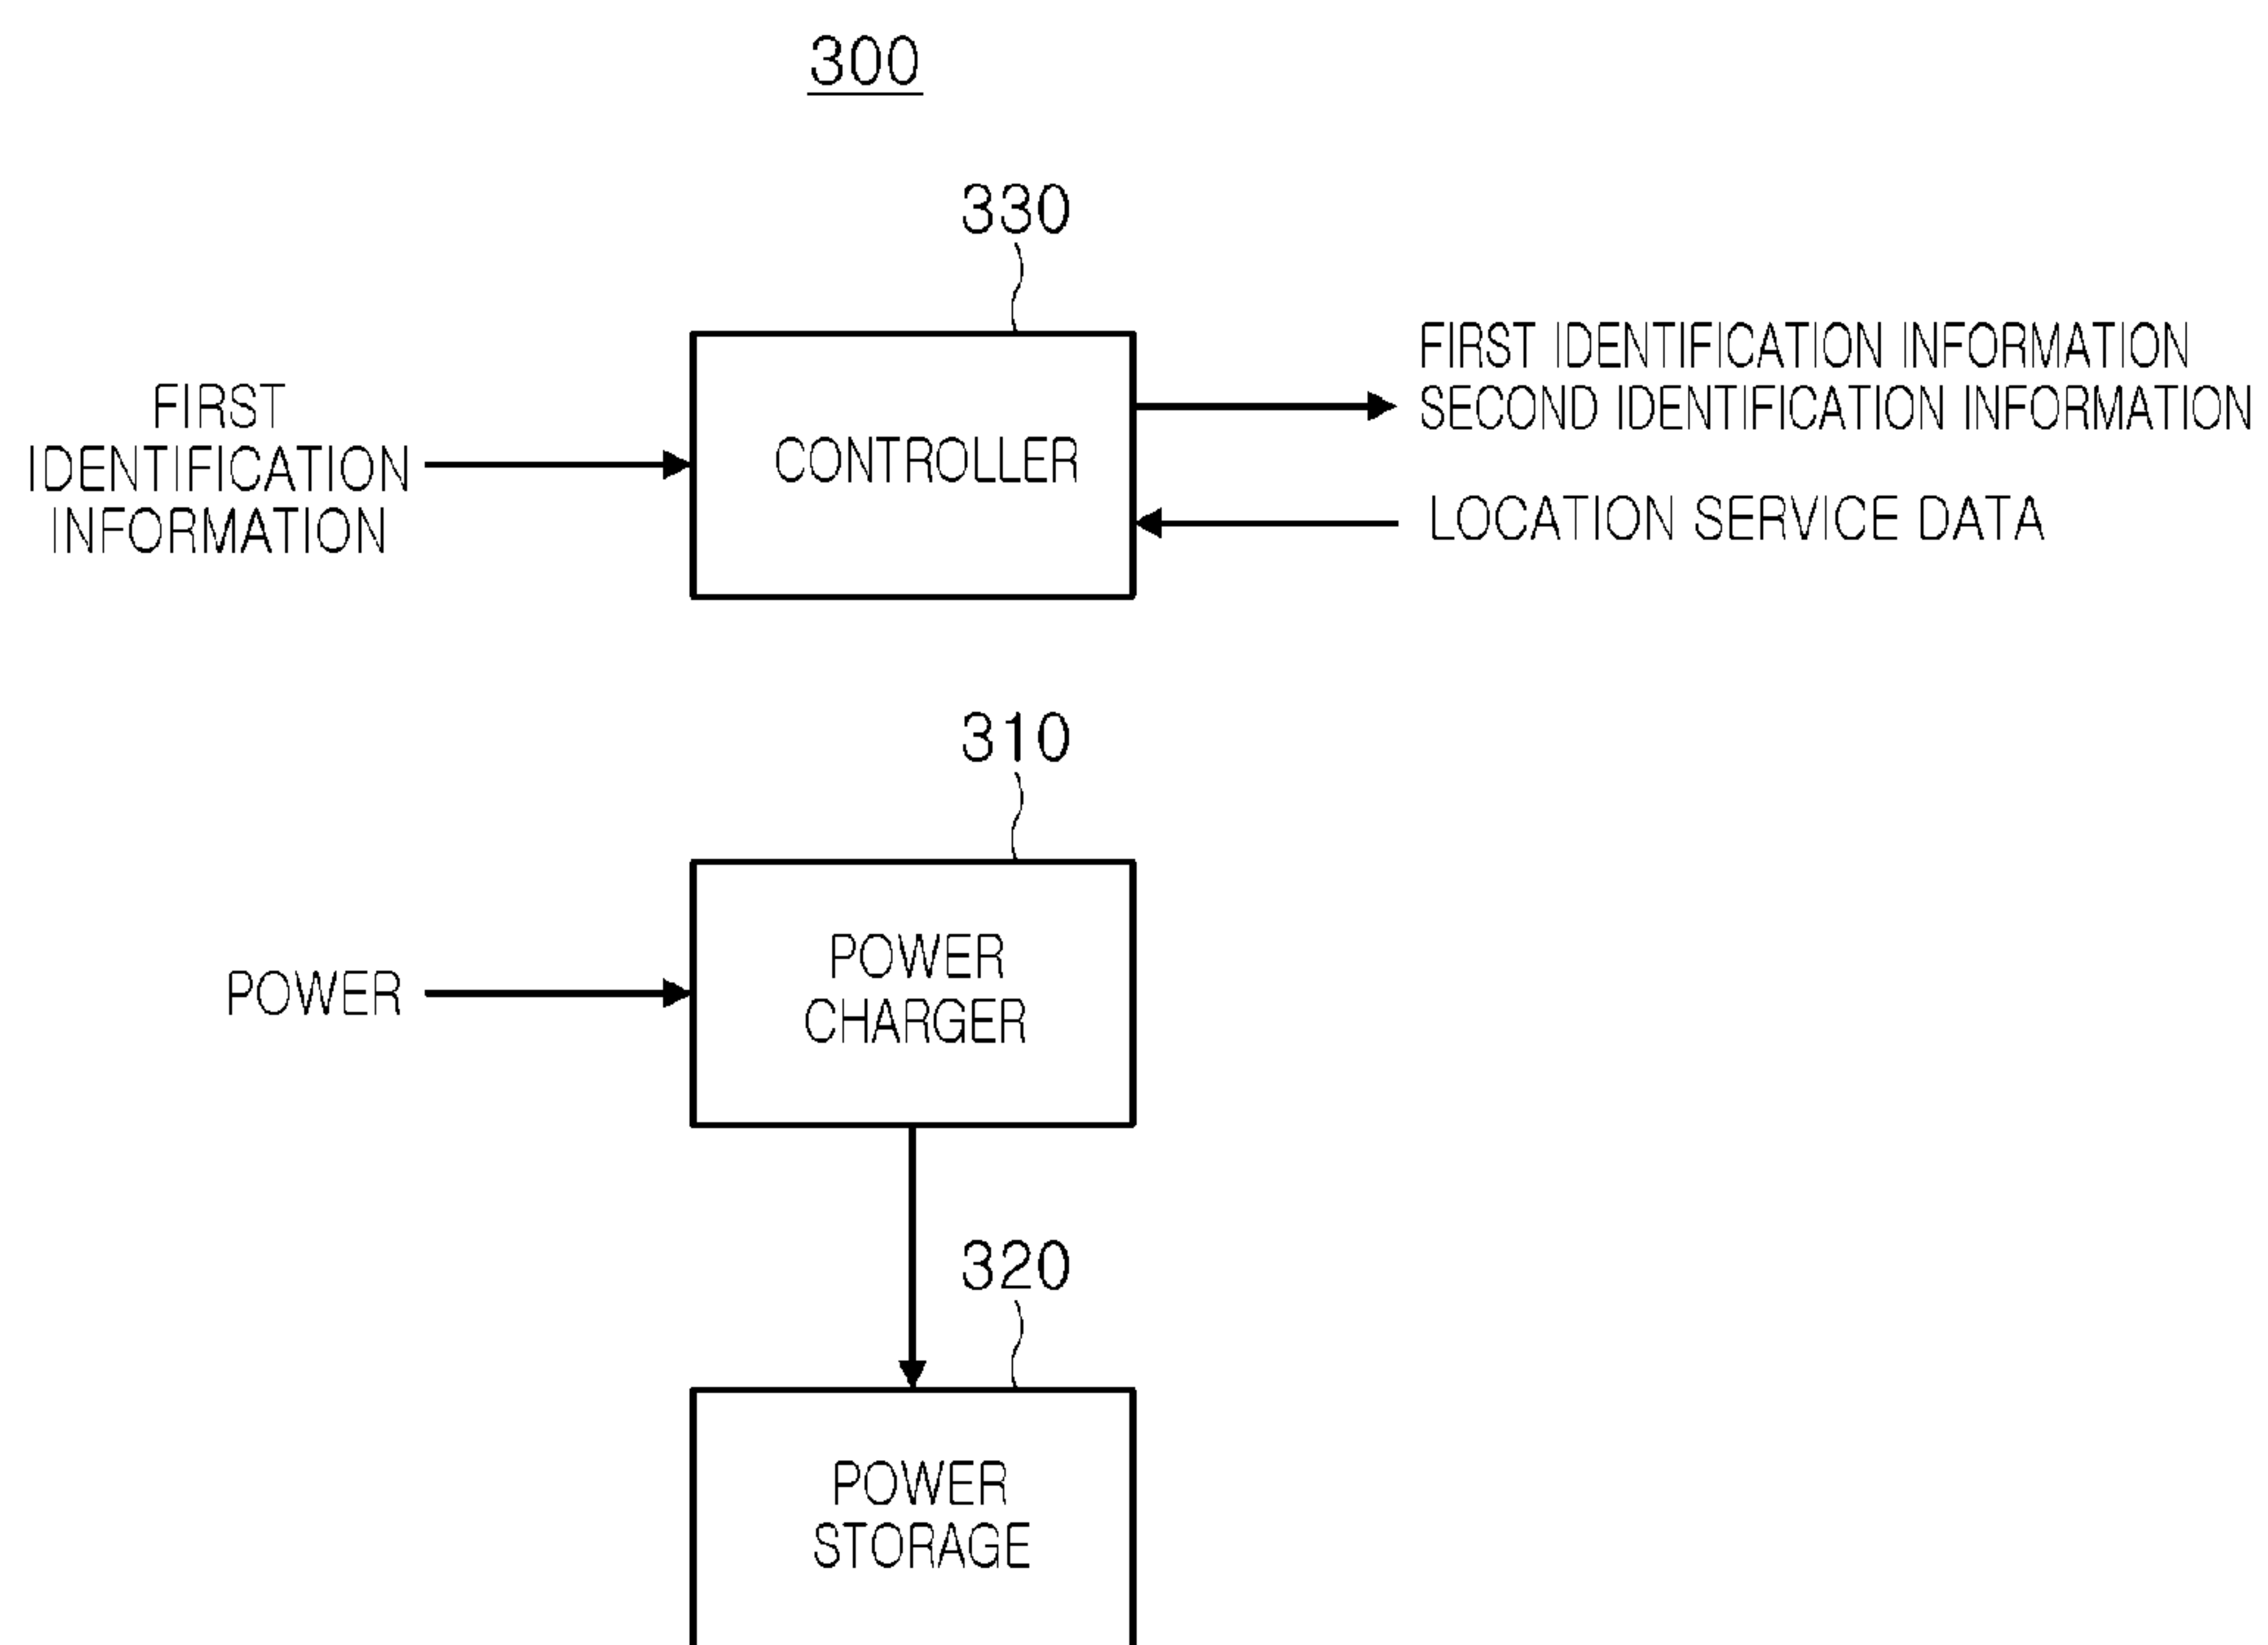 300
330
FIRST
IDENTIFICATION
INFORMATION
CONTROLLER
FIRST IDENTIFICATION INFORMATION
SECOND IDENTIFICATION INFORMATION
LOCATION SERVICE DATA
310
POWER
POWER
CHARGER
320
POWER
STORAGE